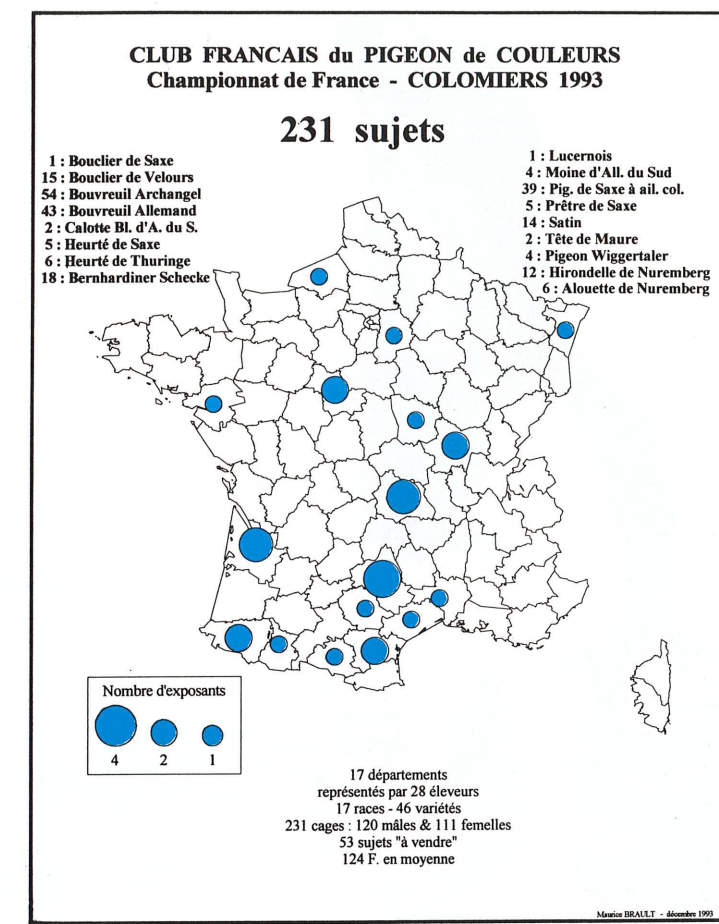 CLUB FRANCAIS du PIGEON de COULEURS
Championnat de France - COLOMIERS 1993
231 sujets
1 : Bouclier de Saxe
15 : Bouclier de Velours
54 : Bouvreuil Archangel
43 : Bouvreuil Allemand
2 : Calotte Bl. d'A. du S.
5 : Heurté de Saxe
6 : Heurté de Thuringe
18 : Bernhardiner Schecke
1 : Lucernois
4 : Moine d'All. du Sud
39 : Pig. de Saxe à ail. col.
5 : Prêtre de Saxe
14 : Satin
2 : Tête de Maure
4 : Pigeon Wiggertaler
12 : Hirondelle de Nuremberg
6 : Alouette de Nuremberg
Nombre d'exposants
4 2 1
17 départements
représentés par 28 éleveurs
17 races - 46 variétés
231 cages : 120 mâles & 111 femelles
53 sujets "à vendre"
124 F. en moyenne
Maurice BRAULT - décembre 1993